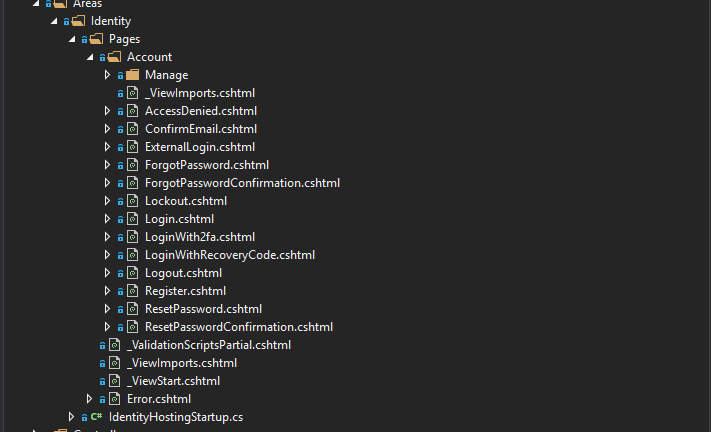 Areas
Identity
Pages
Account
Manage
_ViewImports.cshtml
AccessDenied.cshtml
ConfirmEmail.cshtml
ExternalLogin.cshtml
ForgotPassword.cshtml
ForgotPasswordConfirmation.cshtml
Lockout.cshtml
Login.cshtml
LoginWith2fa.cshtml
LoginWithRecoveryCode.cshtml
Logout.cshtml
Register.cshtml
ResetPassword.cshtml
ResetPasswordConfirmation.cshtml
_ValidationScriptsPartial.cshtml
_ViewImports.cshtml
_ViewStart.cshtml
Error.cshtml
C# IdentityHostingStartup.cs